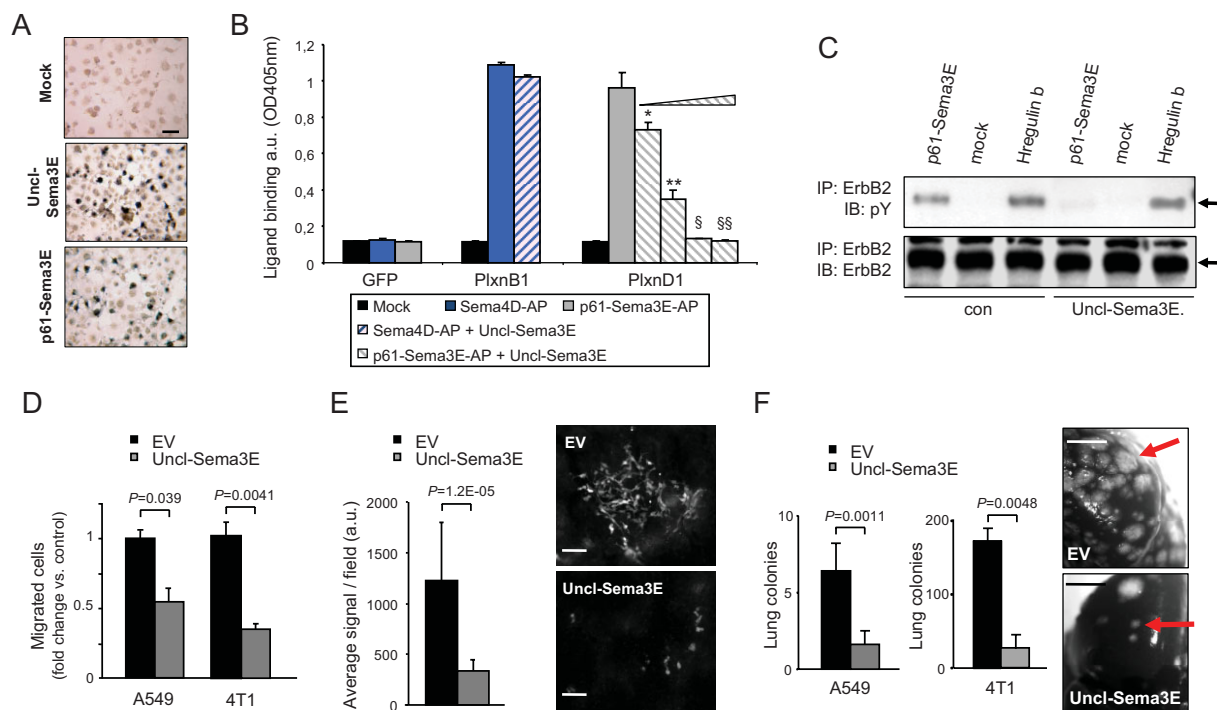 A
Mock
Uncl-
Sema3E
p61-Sema3E
B
Ligand binding a.u. (OD405nm)
1,2
1
0,8
0,6
0,4
0,2
0
*
**
§
§§
GFP
PlxnB1
PlxnD1
Mock
Sema4D-AP
p61-Sema3E-AP
Sema4D-AP + Uncl-Sema3E
p61-Sema3E-AP + Uncl-Sema3E
C
p61-Sema3E
mock
Hregulin b
p61-Sema3E
mock
Hregulin b
IP: ErbB2
IB: pY
IP: ErbB2
IB: ErbB2
con
Uncl-Sema3E.
D
EV
Uncl-Sema3E
Migrated cells
(fold change vs. control)
P=0.039
P=0.0041
1
0.5
0
A549
4T1
E
EV
Uncl-Sema3E
Average signal / field (a.u.)
P=1.2E-05
2000
1500
1250
1000
500
250
0
EV
Uncl-Sema3E
F
EV
Uncl-Sema3E
Lung colonies
P=0.0011
10
5
0
A549
Lung colonies
P=0.0048
200
100
0
4T1
EV
Uncl-Sema3E